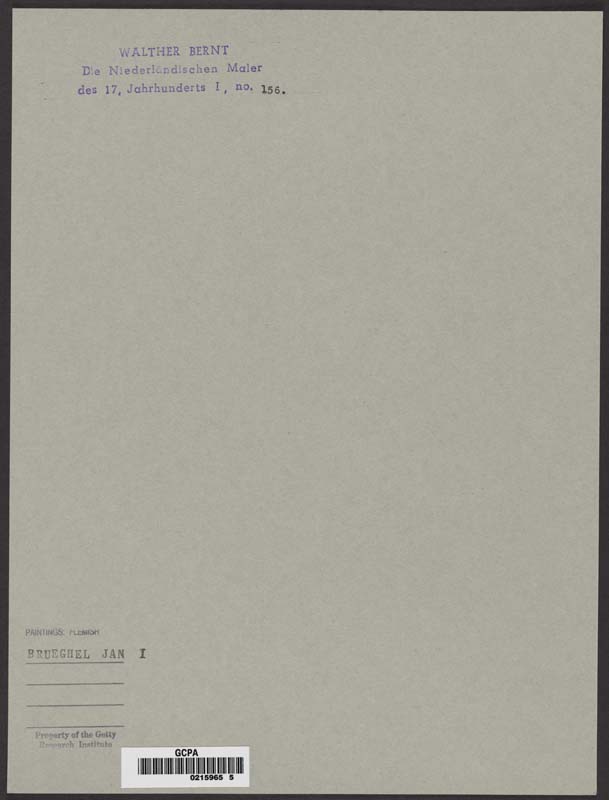 WALTHER BERNT
Die Niederländischen Maler
des 17. Jahrhunderts I, no. 156.
PAINTINGS: FLEMISH
BRUEGHEL JAN I
Property of the Getty
Research Institute
GCPA
0215965 5